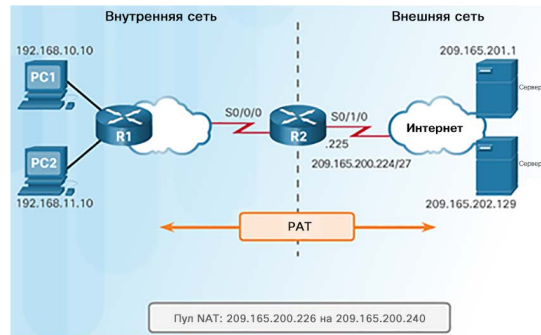 Внутренняя сеть
Внешняя сеть
192.168.10.10
209.165.201.1
PC1
Сервер
S0/0/0
S0/1/0
R1
R2
Интернет
.225
PC2
209.165.200.224/27
Сервер
192.168.11.10
209.165.202.129
PAT
Пул NAT: 209.165.200.226 на 209.165.200.240